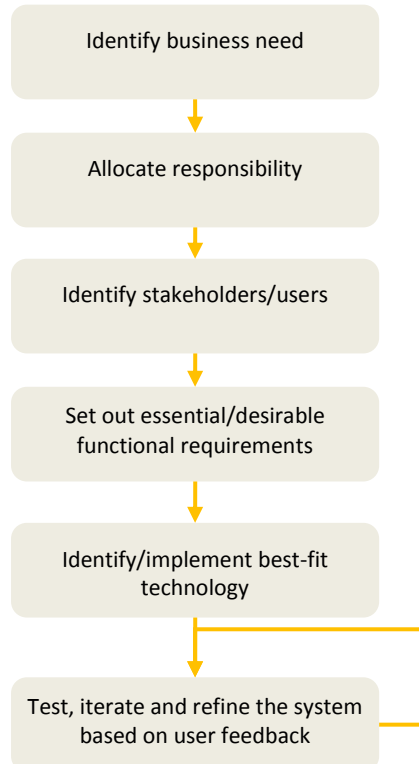 Identify business need
Allocate responsibility
Identify stakeholders/users
Set out essential/desirable
functional requirements
Identify/implement best-fit
technology
Test, iterate and refine the system
based on user feedback